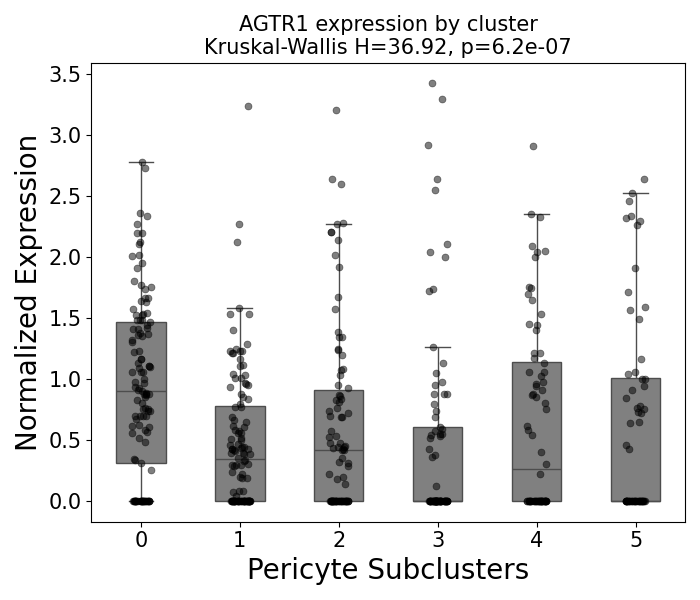 AGTR1 expression by cluster
Kruskal-Wallis H=36.92, p=6.2e-07
Normalized Expression
3.5
3.0
2.5
2.0
1.5
1.0
0.5
0.0
0 1 2 3 4 5
Pericyte Subclusters